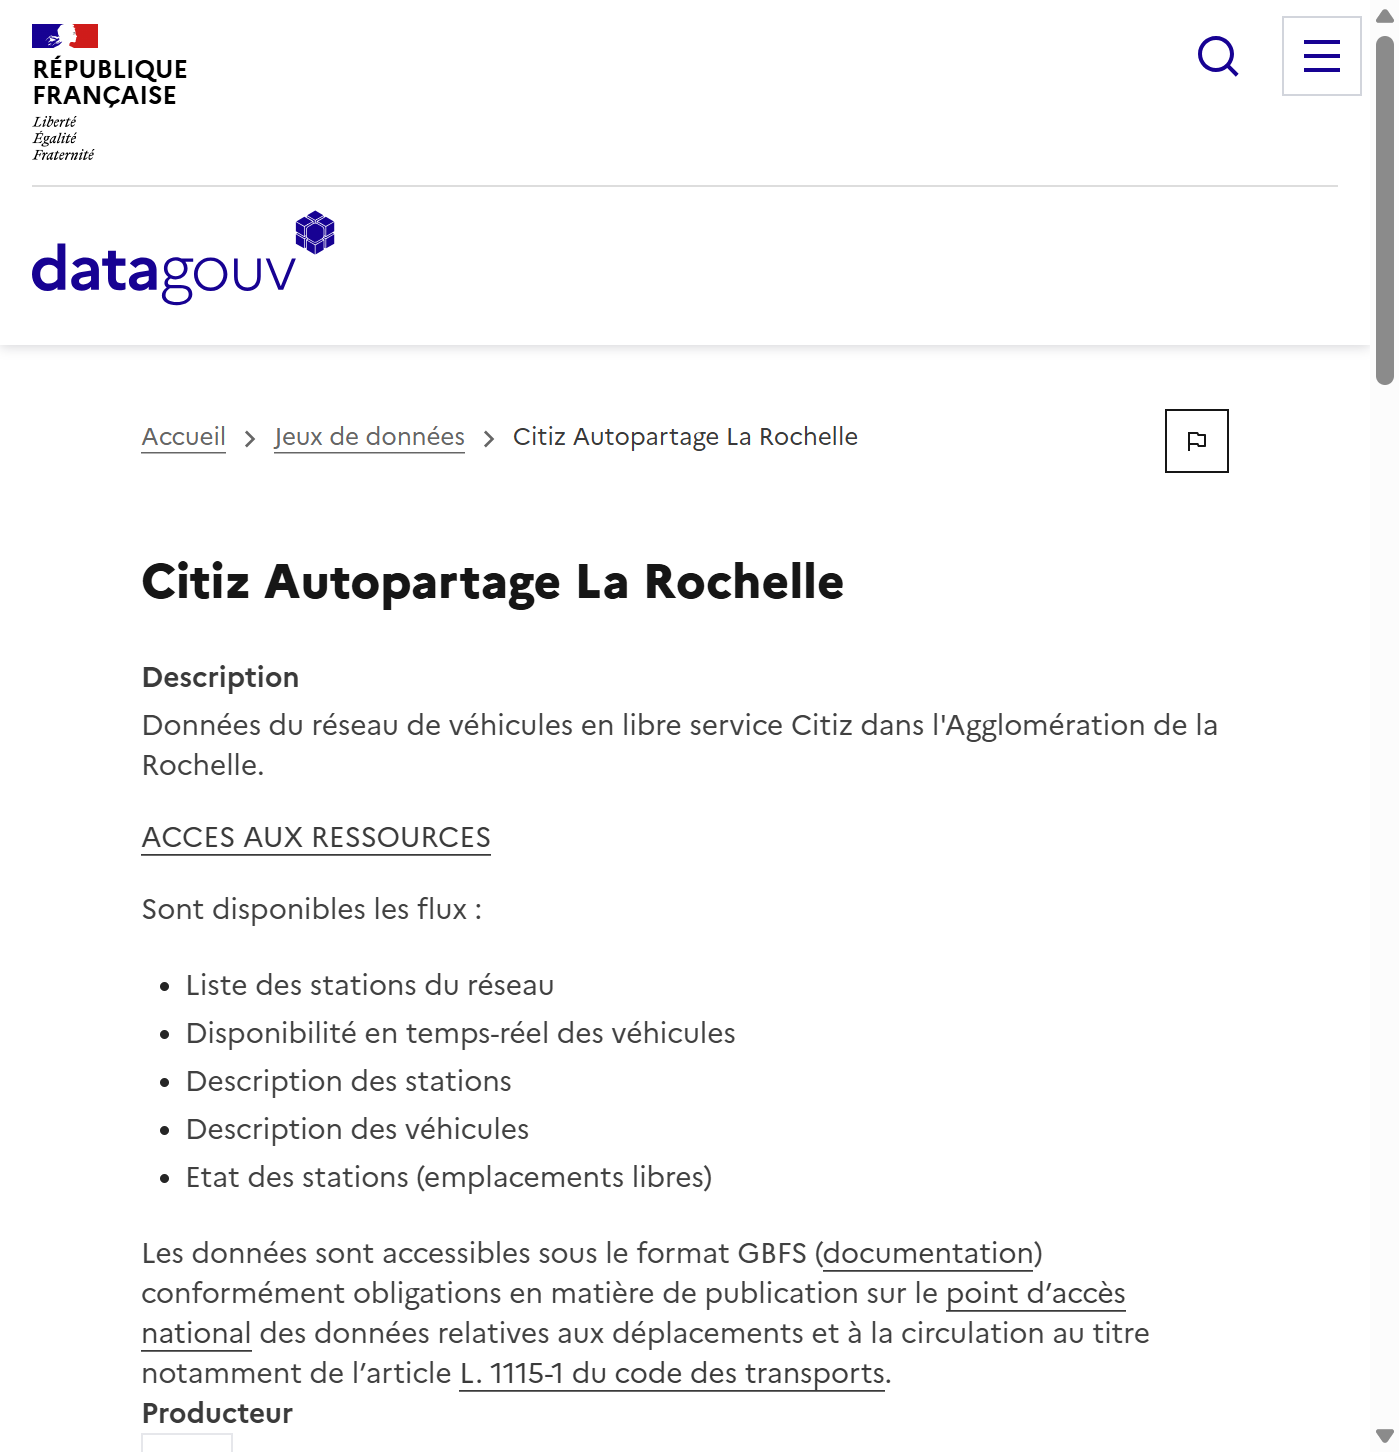 RÉPUBLIQUE
FRANÇAISE
Liberté
Égalité
Fraternité
datagouv
Accueil > Jeux de données > Citiz Autopartage La Rochelle
Citiz Autopartage La Rochelle
Description
Données du réseau de véhicules en libre service Citiz dans l'Agglomération de la
Rochelle.
ACCES AUX RESSOURCES
Sont disponibles les flux :
• Liste des stations du réseau
• Disponibilité en temps-réel des véhicules
• Description des stations
• Description des véhicules
• Etat des stations (emplacements libres)
Les données sont accessibles sous le format GBFS (documentation)
conformément obligations en matière de publication sur le point d’accès
national des données relatives aux déplacements et à la circulation au titre
notamment de l’article L. 1115-1 du code des transports.
Producteur